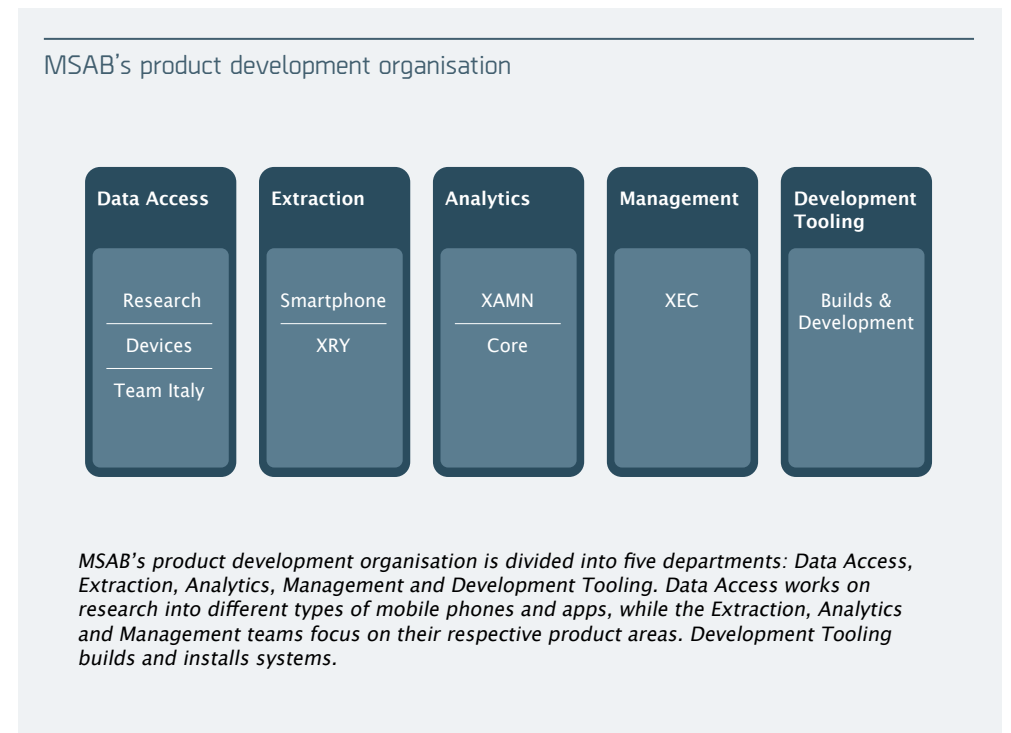 MSAB's product development organisation
Data Access
Research
Devices
Team Italy
Extraction
Smartphone
XRY
Analytics
XAMN
Core
Management
XEC
Development
Tooling
Builds &
Development
MSAB's product development organisation is divided into five departments: Data Access,
Extraction, Analytics, Management and Development Tooling. Data Access works on
research into different types of mobile phones and apps, while the Extraction, Analytics
and Management teams focus on their respective product areas. Development Tooling
builds and installs systems.